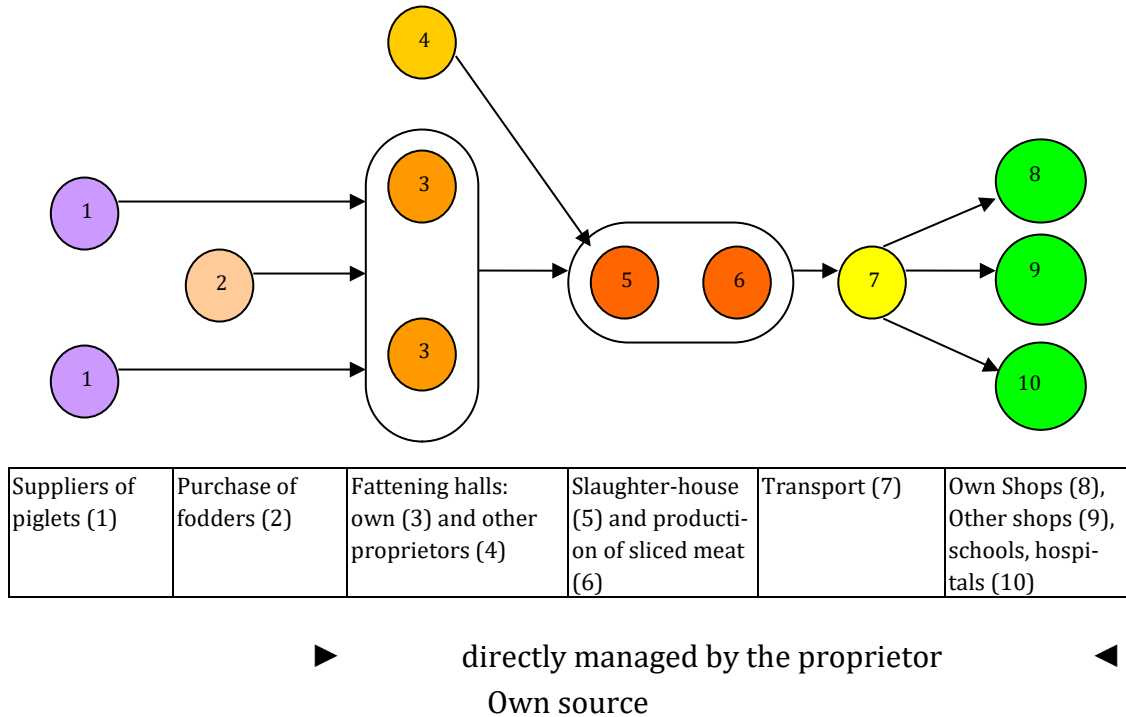 4
3
8
1
5
6
7
9
2
3
1
10
Suppliers of
piglets (1)
Purchase of
fodders (2)
Fattening halls:
own (3) and other
proprietors (4)
Slaughter-house
(5) and producti-
on of sliced meat
(6)
Transport (7)
Own Shops (8),
Other shops (9),
schools, hospi-
tals (10)
► directly managed by the proprietor ◄
Own source